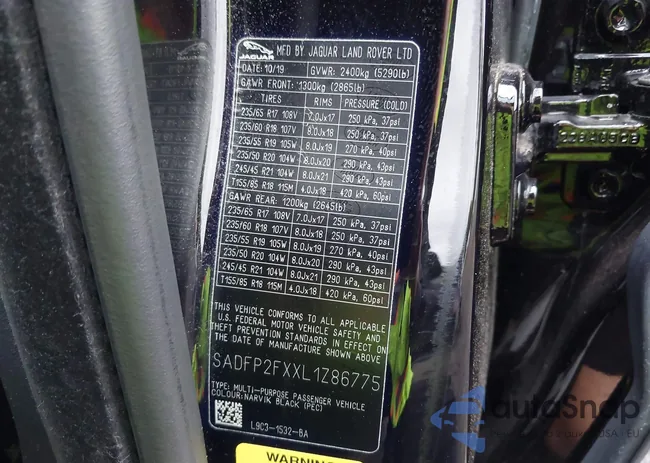 JAGUAR
MFD BY JAGUAR LAND ROVER LTD
DATE: 10/19 GVWR: 2400kg (5290lb)
GAWR FRONT: 1300kg (2865lb)
TIRES RIMS PRESSURE (COLD)
235/65 R17 108V 7.0Jx17 250 kPa, 37psi
235/60 R18 107V 8.0Jx18 250 kPa, 37psi
235/55 R19 105W 8.0Jx19 270 kPa, 40psi
235/50 R20 104W 8.0Jx20 290 kPa, 43psi
245/45 R21 104W 8.0Jx21 290 kPa, 43psi
T155/85 R18 115M 4.0Jx18 420 kPa, 60psi
GAWR REAR: 1200kg (2645lb)
235/65 R17 108V 7.0Jx17 250 kPa, 37psi
235/60 R18 107V 8.0Jx18 250 kPa, 37psi
235/55 R19 105W 8.0Jx19 270 kPa, 40psi
235/50 R20 104W 8.0Jx20 290 kPa, 43psi
245/45 R21 104W 8.0Jx21 290 kPa, 43psi
T155/85 R18 115M 4.0Jx18 420 kPa, 60psi
THIS VEHICLE CONFORMS TO ALL APPLICABLE
U.S. FEDERAL MOTOR VEHICLE SAFETY AND
THEFT PREVENTION STANDARDS IN EFFECT ON
THE DATE OF MANUFACTURE SHOWN ABOVE
SADFP2FXXL1Z86775
TYPE: MULTI-PURPOSE PASSENGER VEHICLE
COLOUR:NARVIK BLACK (PEC)
L9C3-1532-BA
WARNING
autoSnap